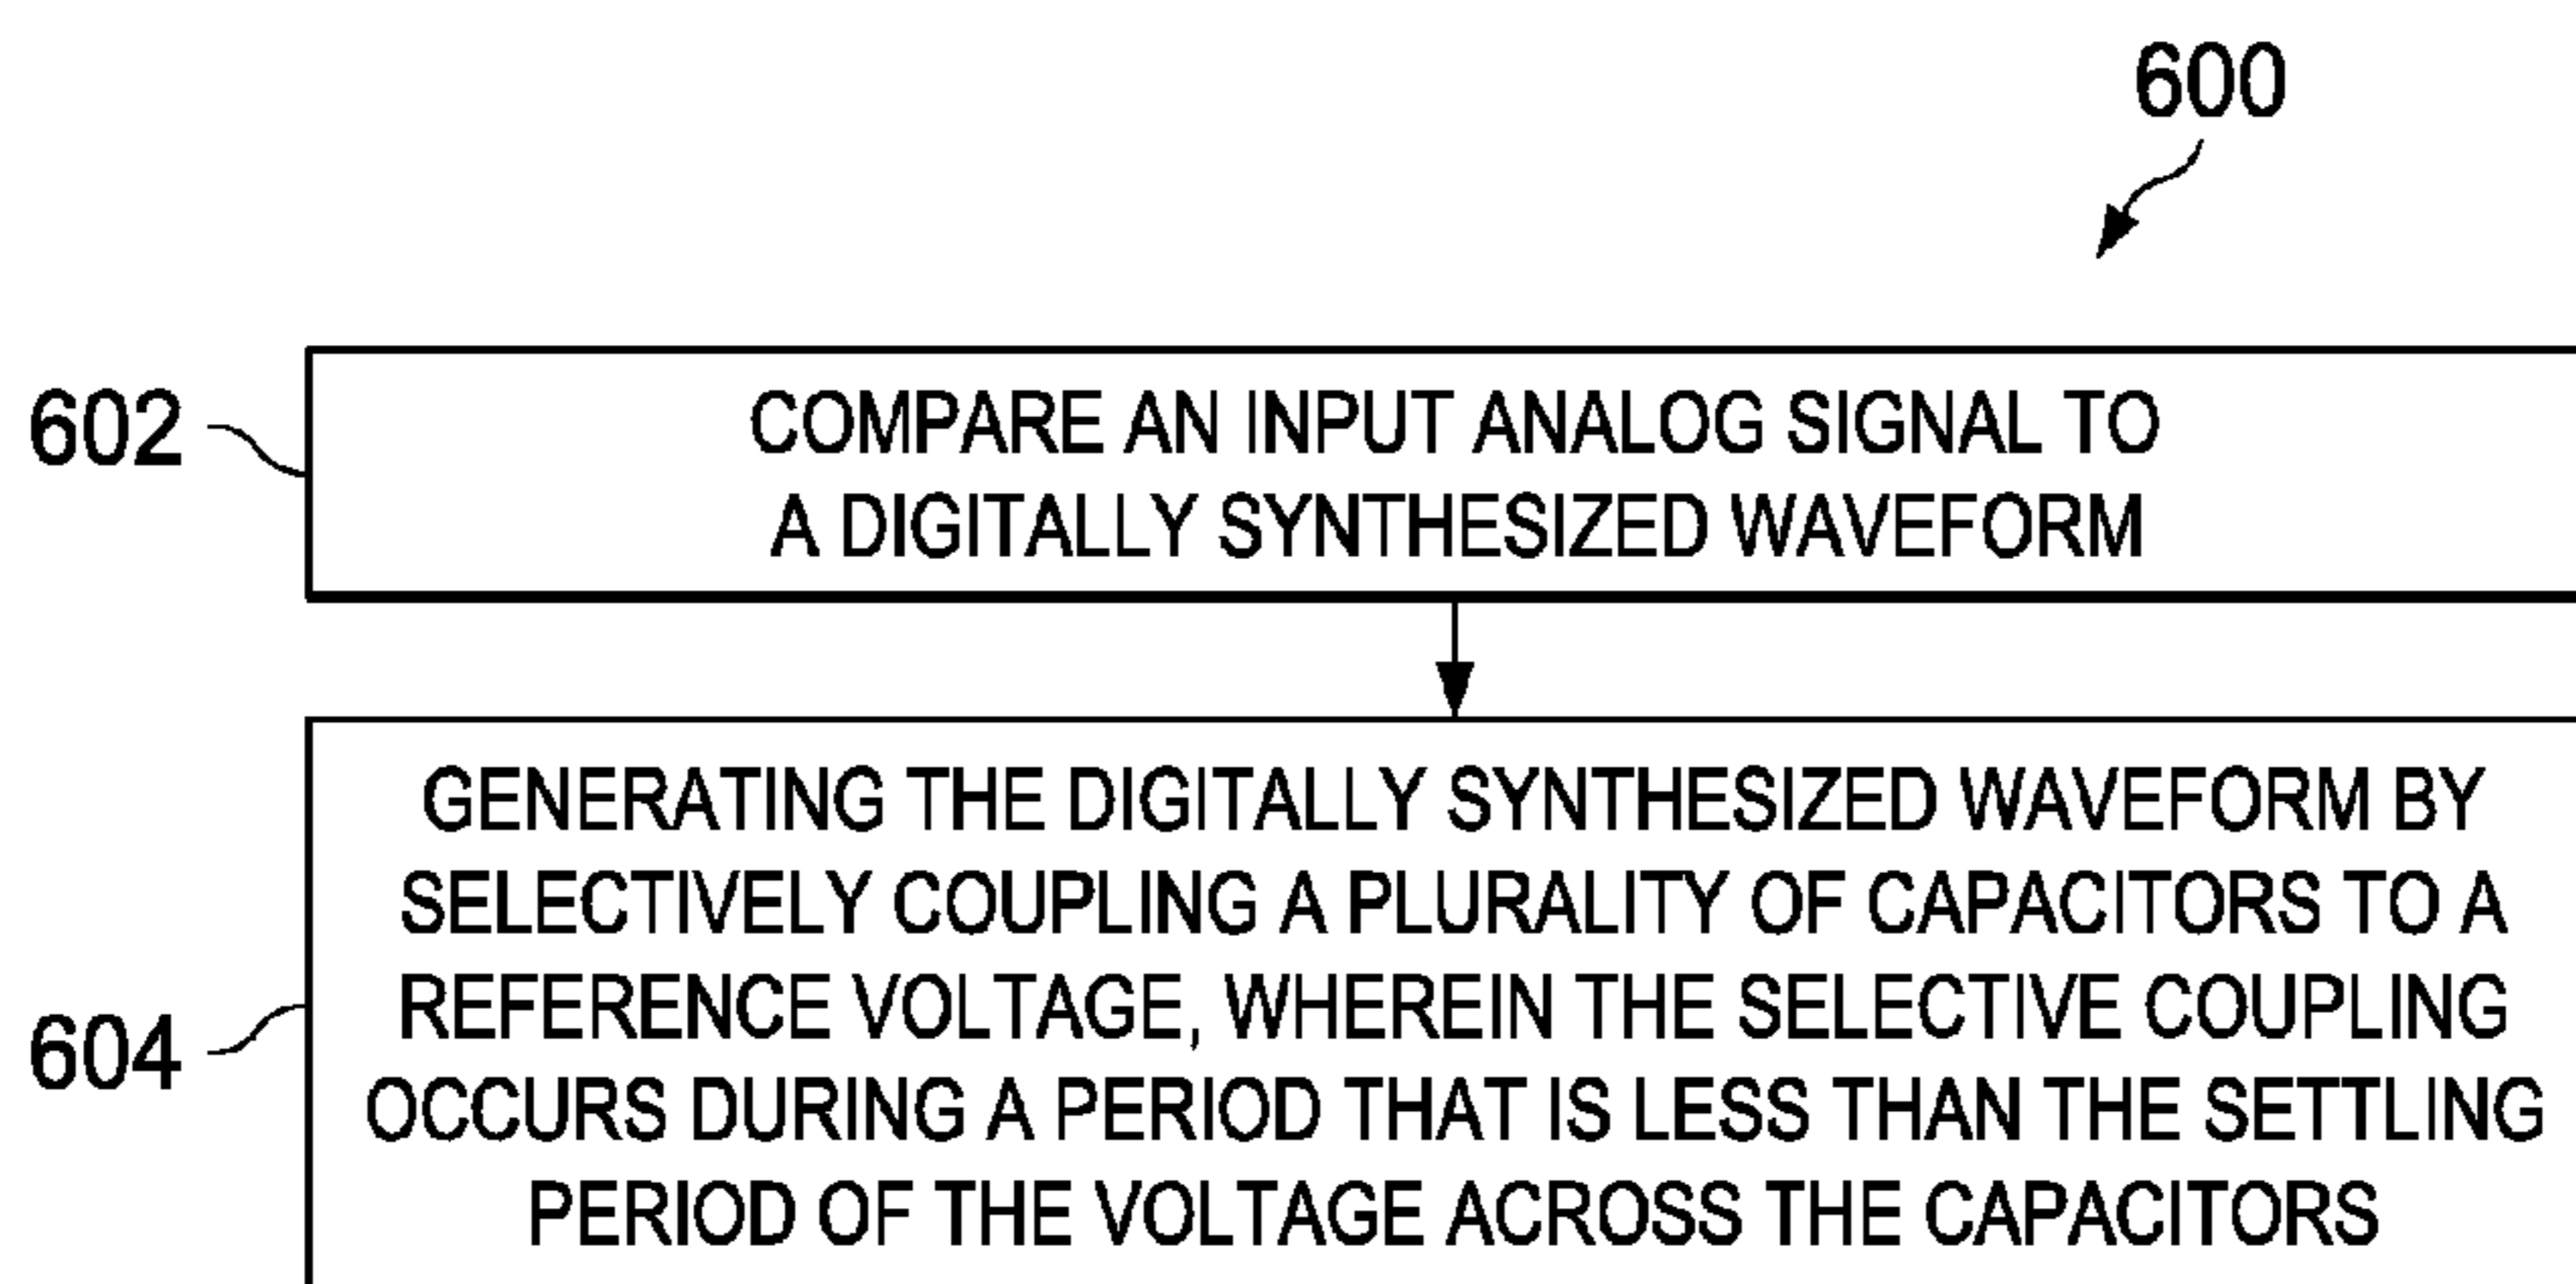 600
602
COMPARE AN INPUT ANALOG SIGNAL TO
A DIGITALLY SYNTHESIZED WAVEFORM
604
GENERATING THE DIGITALLY SYNTHESIZED WAVEFORM BY
SELECTIVELY COUPLING A PLURALITY OF CAPACITORS TO A
REFERENCE VOLTAGE, WHEREIN THE SELECTIVE COUPLING
OCCURS DURING A PERIOD THAT IS LESS THAN THE SETTLING
PERIOD OF THE VOLTAGE ACROSS THE CAPACITORS